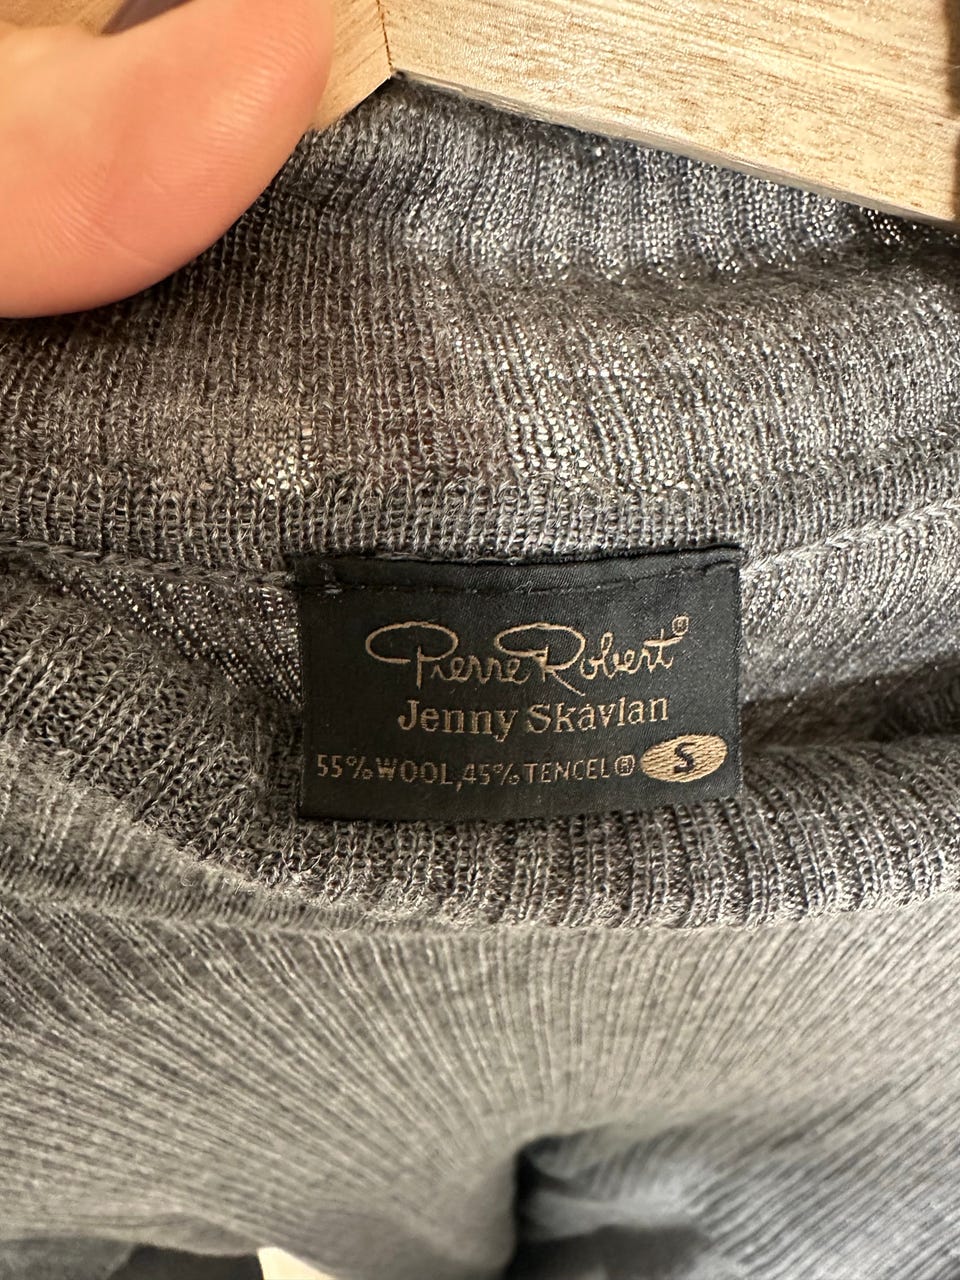 Pierre Robert®
Jenny Skavlan
55% WOOL, 45% TENCEL® S